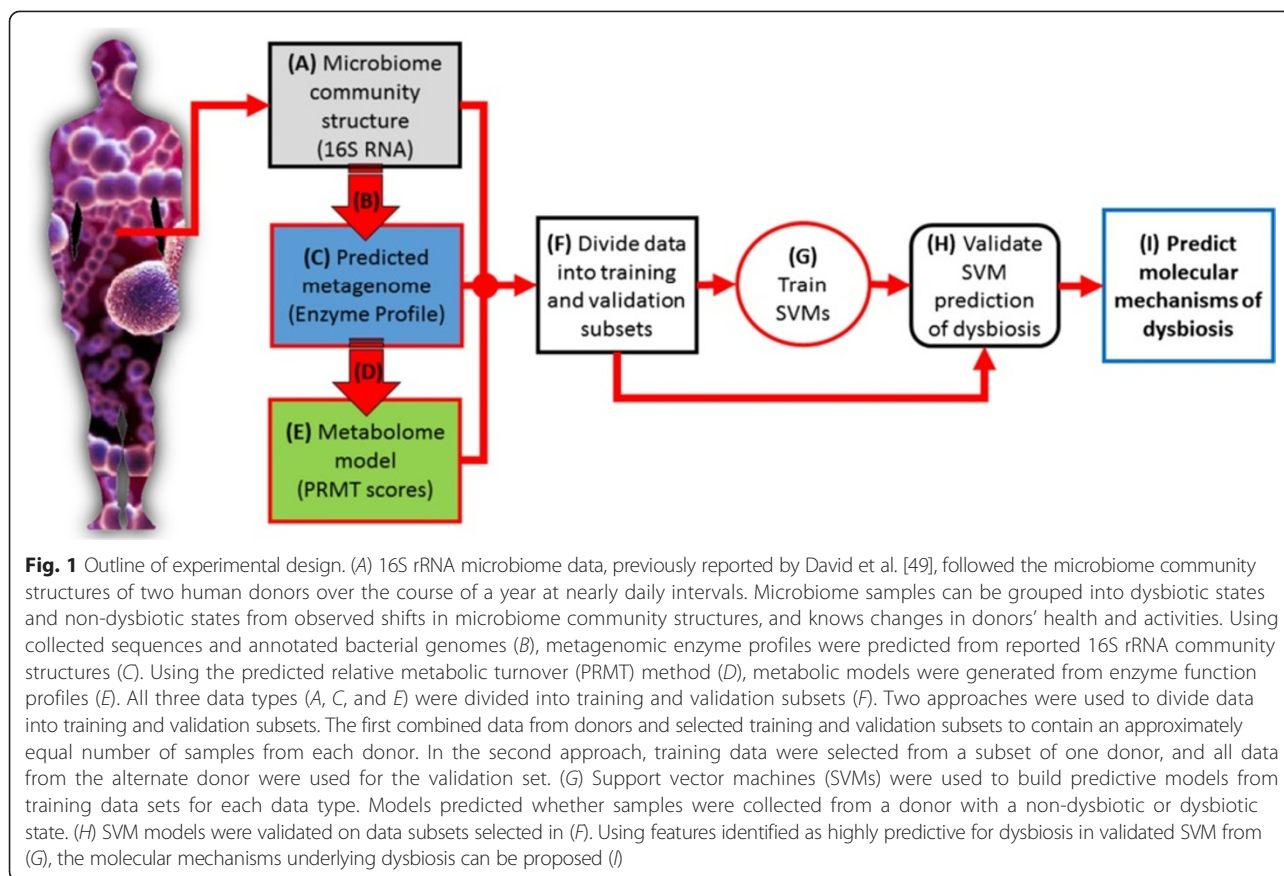 (A) Microbiome
community
structure
(16S RNA)
(B)
(C) Predicted
metagenome
(Enzyme Profile)
(D)
(E) Metabolome
model
(PRMT scores)
(F) Divide data
into training
and validation
subsets
(G)
Train
SVMs
(H) Validate
SVM
prediction
of dysbiosis
(I) Predict
molecular
mechanisms of
dysbiosis
Fig. 1 Outline of experimental design. (A) 16S rRNA microbiome data, previously reported by David et al. [49], followed the microbiome community
structures of two human donors over the course of a year at nearly daily intervals. Microbiome samples can be grouped into dysbiotic states
and non-dysbiotic states from observed shifts in microbiome community structures, and knows changes in donors' health and activities. Using
collected sequences and annotated bacterial genomes (B), metagenomic enzyme profiles were predicted from reported 16S rRNA community
structures (C). Using the predicted relative metabolic turnover (PRMT) method (D), metabolic models were generated from enzyme function
profiles (E). All three data types (A, C, and E) were divided into training and validation subsets (F). Two approaches were used to divide data
into training and validation subsets. The first combined data from donors and selected training and validation subsets to contain an approximately
equal number of samples from each donor. In the second approach, training data were selected from a subset of one donor, and all data
from the alternate donor were used for the validation set. (G) Support vector machines (SVMs) were used to build predictive models from
training data sets for each data type. Models predicted whether samples were collected from a donor with a non-dysbiotic or dysbiotic
state. (H) SVM models were validated on data subsets selected in (F). Using features identified as highly predictive for dysbiosis in validated SVM from
(G), the molecular mechanisms underlying dysbiosis can be proposed (I)